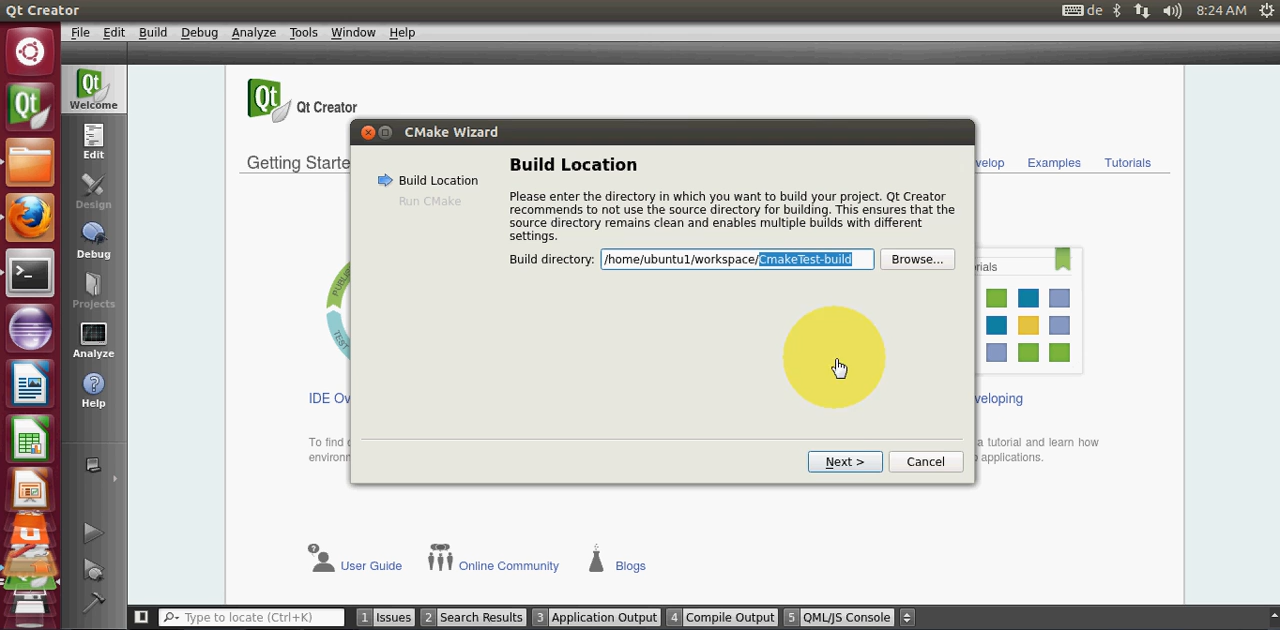 Qt Creator
de
8:24 AM
File Edit Build Debug Analyze Tools Window Help
Qt
Welcome
Edit
Design
Debug
Projects
Analyze
Help
Qt
Qt Creator
Getting Starte
velop
Examples
Tutorials
CMake Wizard
Build Location
Run CMake
Build Location
Please enter the directory in which you want to build your project. Qt Creator
recommends to not use the source directory for building. This ensures that the
source directory remains clean and enables multiple builds with different
settings.
Build directory: /home/ubuntu1/workspace/CmakeTest-build Browse...
Next > Cancel
rials
TEST
IDE Ov
veloping
To find
environm
a tutorial and learn how
applications.
User Guide
Online Community
Blogs
Type to locate (Ctrl+K)
1 Issues 2 Search Results 3 Application Output 4 Compile Output 5 QML/JS Console